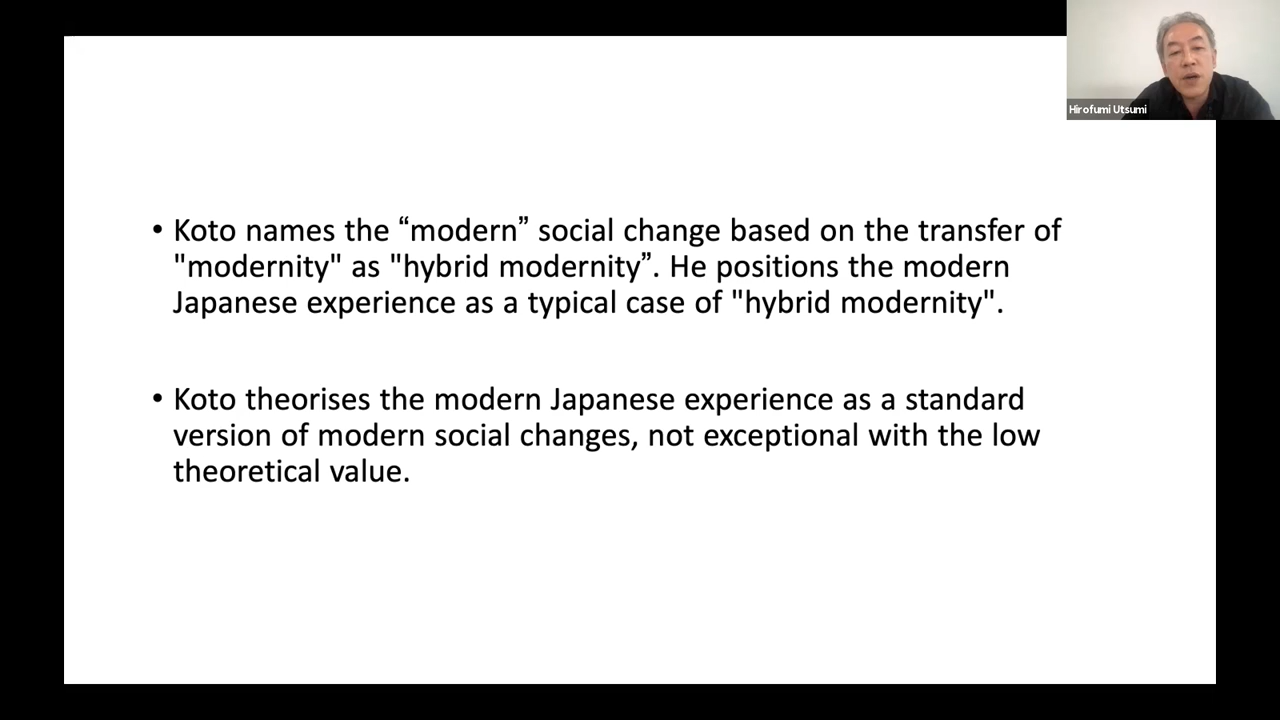 Hirofumi Utsumi
• Koto names the “modern” social change based on the transfer of
"modernity" as "hybrid modernity”. He positions the modern
Japanese experience as a typical case of "hybrid modernity".
• Koto theorises the modern Japanese experience as a standard
version of modern social changes, not exceptional with the low
theoretical value.